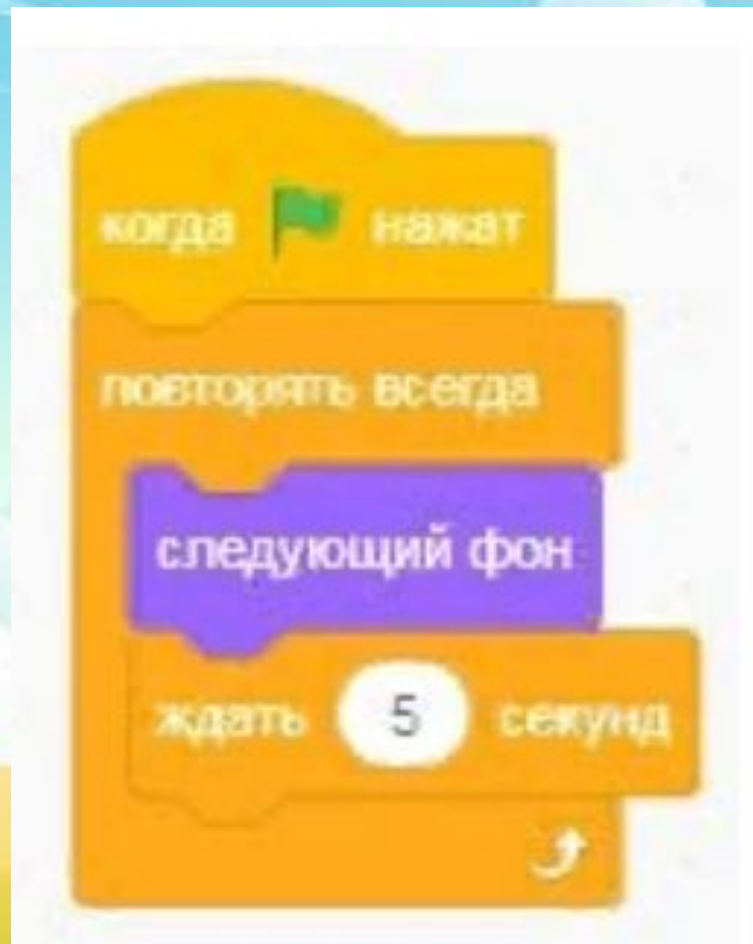 когда нажат
повторять всегда
следующий фон
ждать 5 секунд